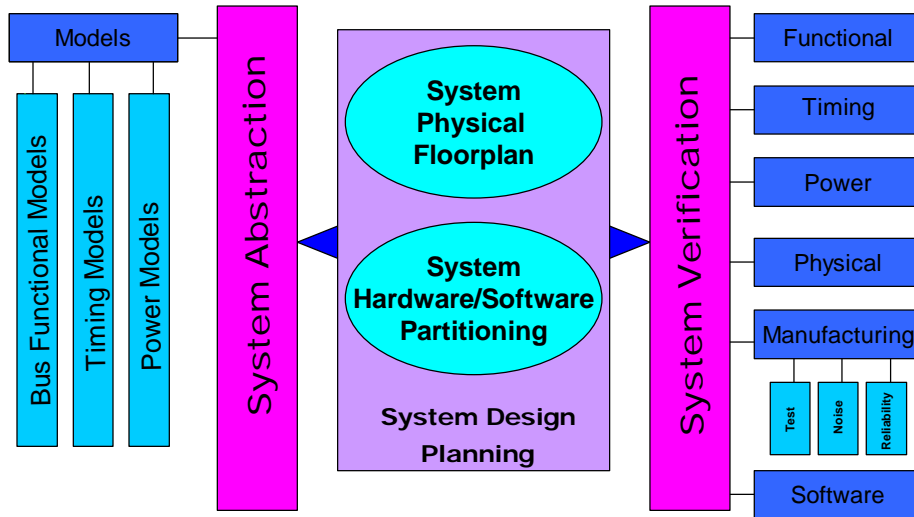 Models
Bus Functional Models
Timing Models
Power Models
System Abstraction
System
Physical
Floorplan
System
Hardware/Software
Partitioning
System Design
Planning
System Verification
Functional
Timing
Power
Physical
Manufacturing
Test
Noise
Reliability
Software